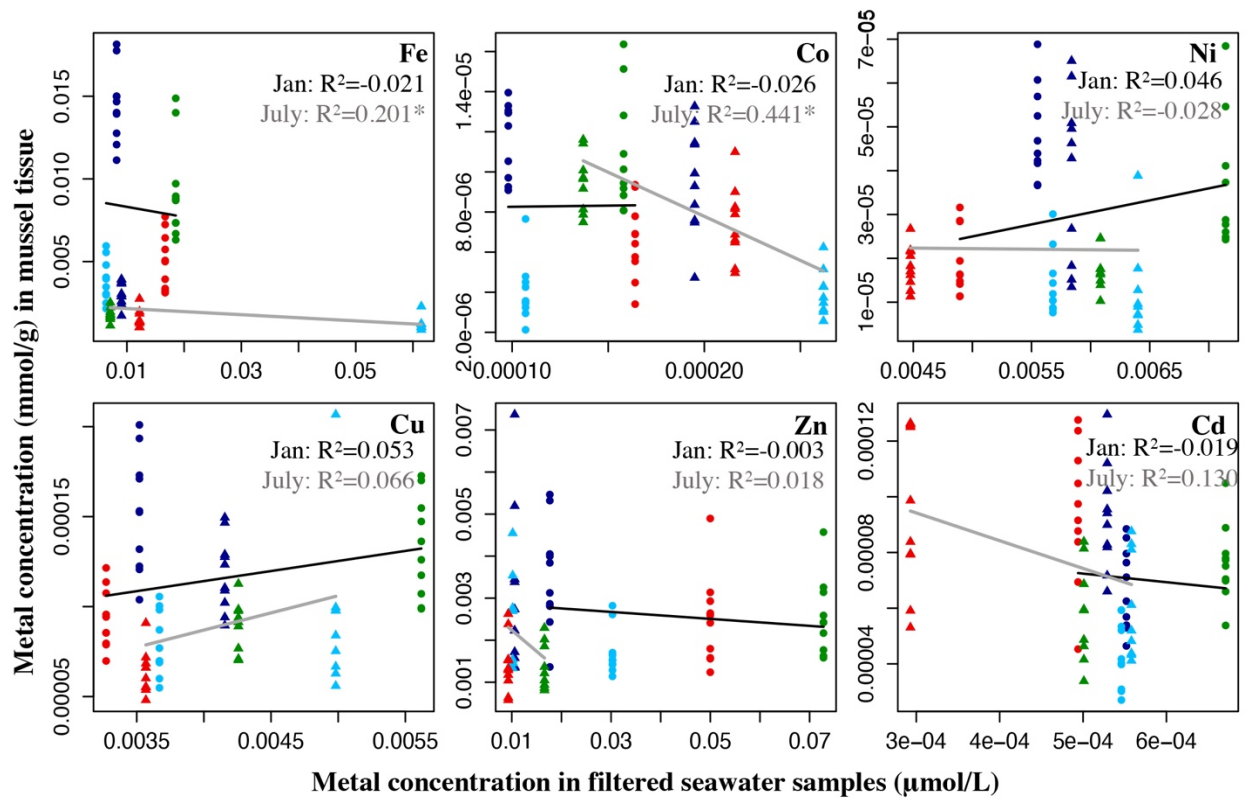 Metal concentration (mmol/g) in mussel tissue
Fe
Jan: R²=-0.021
July: R²=0.201*
0.005 0.010 0.015
0.01 0.03 0.05
Co
Jan: R²=-0.026
July: R²=0.441*
2.0e-06 8.0e-06 1.4e-05
0.00010 0.00020
Ni
Jan: R²=0.046
July: R²=-0.028
1e-05 3e-05 5e-05 7e-05
0.0045 0.0055 0.0065
Cu
Jan: R²=0.053
July: R²=0.066
0.00005 0.00015
0.0035 0.0045 0.0055
Zn
Jan: R²=-0.003
July: R²=0.018
0.001 0.003 0.005 0.007
0.01 0.03 0.05 0.07
Cd
Jan: R²=-0.019
July: R²=0.130
0.00004 0.00008 0.00012
3e-04 4e-04 5e-04 6e-04
Metal concentration in filtered seawater samples (µmol/L)